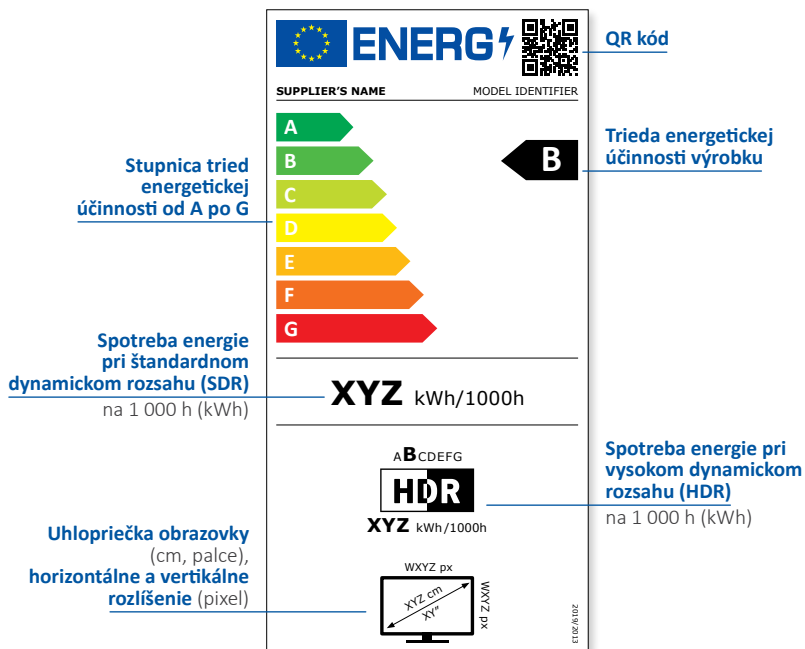 ENERG
QR kód
SUPPLIER'S NAME
MODEL IDENTIFIER
A
B
C
D
E
F
G
B
Trieda energetickej
účinnosti výrobku
Stupnica tried
energetickej
účinnosti od A po G
Spotreba energie
pri štandardnom
dynamickom rozsahu (SDR)
na 1 000 h (kWh)
XYZ kWh/1000h
ABCDEFG
HDR
XYZ kWh/1000h
Spotreba energie pri
vysokom dynamickom
rozsahu (HDR)
na 1 000 h (kWh)
Uhlopriečka obrazovky
(cm, palce),
horizontálne a vertikálne
rozlíšenie (pixel)
WXYZ px
XYZ cm
XY"
WXYZ px
2019/2013